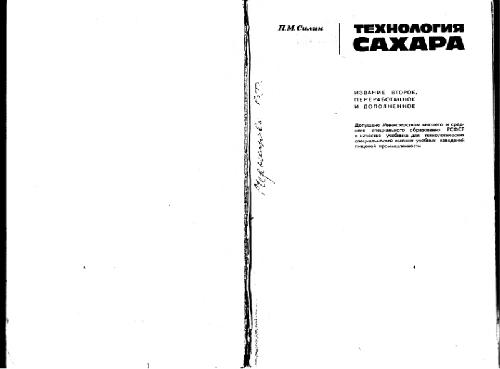 П. М. Силин
ТЕХНОЛОГИЯ
САХАРА
ИЗДАНИЕ ВТОРОЕ,
ПЕРЕРАБОТАННОЕ
И ДОПОЛНЕННОЕ
Допущено Министерством высшего и сред-
него специального образования РСФСР
в качестве учебника для технологических
специальностей высших учебных заведений
пищевой промышленности